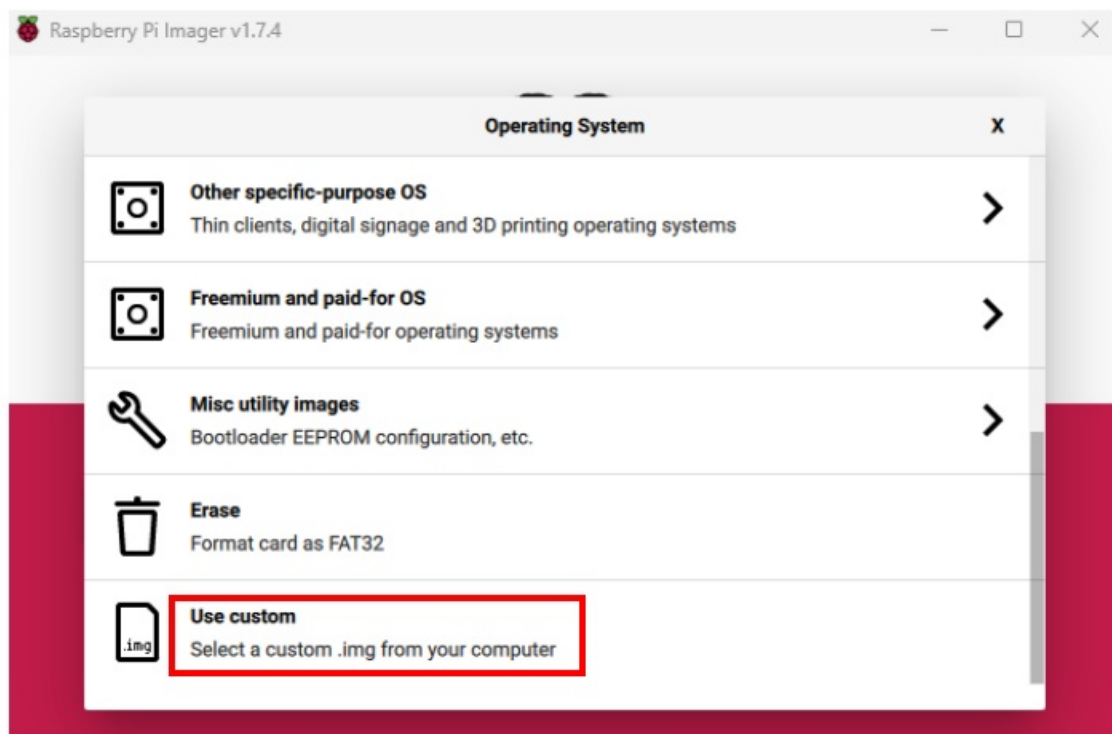 Raspberry Pi Imager v1.7.4
Operating System
X
Other specific-purpose OS
Thin clients, digital signage and 3D printing operating systems
Freemium and paid-for OS
Freemium and paid-for operating systems
Misc utility images
Bootloader EEPROM configuration, etc.
Erase
Format card as FAT32
Use custom
.img
Select a custom .img from your computer